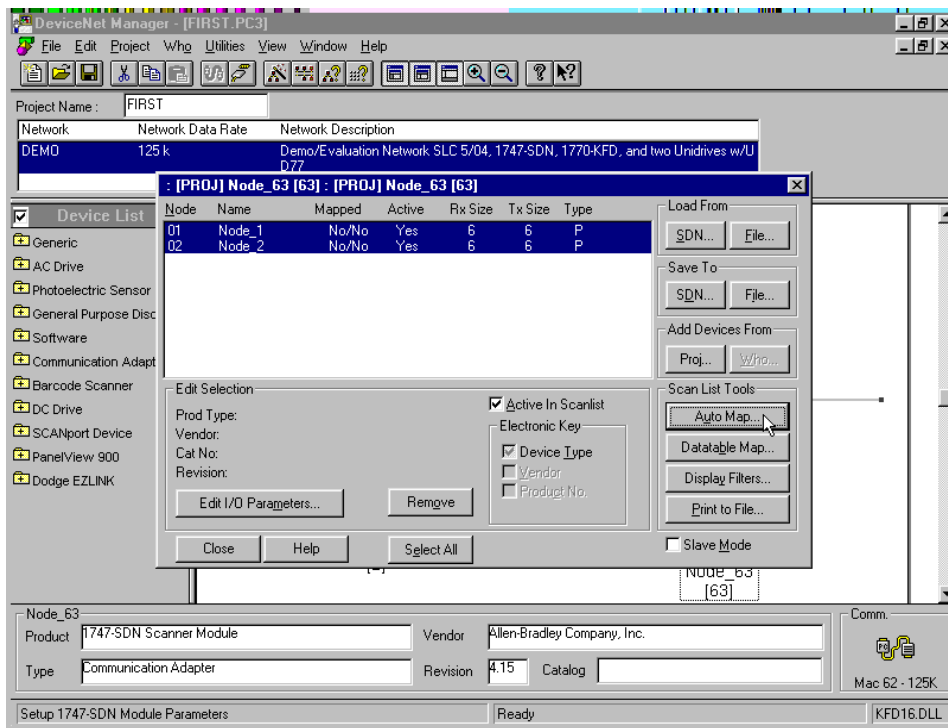 DeviceNet Manager - [FIRST.PC3]
File Edit Project Who Utilities View Window Help
Project Name : FIRST
Network Network Data Rate Network Description
DEMO 125 k Demo/Evaluation Network SLC 5/04, 1747-SDN, 1770-KFD, and two Unidrives w/U
D77
: [PROJ] Node_63 [63] : [PROJ] Node_63 [63]
Node Name Mapped Active Rx Size Tx Size Type
01 Node_1 No/No Yes 6 6 P
02 Node_2 No/No Yes 6 6 P
Load From
SDN... File...
Save To
SDN... File...
Add Devices From
Proj... Who...
Scan List Tools
Auto Map...
Datatable Map...
Display Filters...
Print to File...
Slave Mode
Edit Selection
Prod Type:
Vendor:
Cat No:
Revision:
Active In Scanlist
Electronic Key
Device Type
Vendor
Product No.
Edit I/O Parameters... Remove
Close Help Select All
Device List
Generic
AC Drive
Photoelectric Sensor
General Purpose Disc
Software
Communication Adapt
Barcode Scanner
DC Drive
SCANport Device
PanelView 900
Dodge EZLINK
Node_63
[63]
Node_63
Product 1747-SDN Scanner Module Vendor Allen-Bradley Company, Inc.
Type Communication Adapter Revision 4.15 Catalog
Comm.
Mac 62 - 125K
Setup 1747-SDN Module Parameters Ready KFD16.DLL